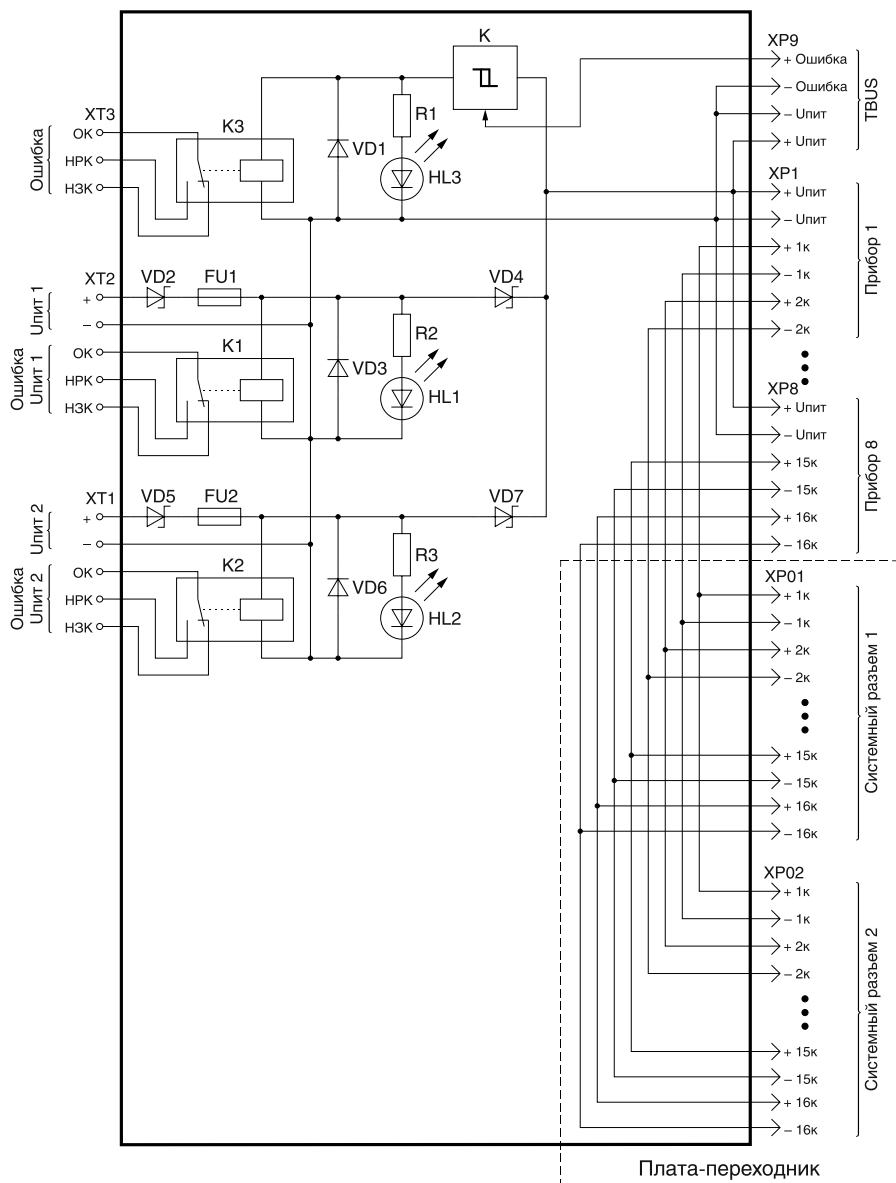 K
XP9
+ Ошибка
− Ошибка
− Uпит
+ Uпит
TBUS
XT3
ОК
НРК
НЗК
Ошибка
K3
VD1
R1
HL3
XP1
+ Uпит
− Uпит
+ 1к
− 1к
+ 2к
− 2к
Прибор 1
XT2
+
−
Uпит 1
VD2
FU1
VD4
ОК
НРК
НЗК
Ошибка
Uпит 1
K1
VD3
R2
HL1
XP8
+ Uпит
− Uпит
+ 15к
− 15к
+ 16к
− 16к
Прибор 8
XT1
+
−
Uпит 2
VD5
FU2
VD7
ОК
НРК
НЗК
Ошибка
Uпит 2
K2
VD6
R3
HL2
XP01
+ 1к
− 1к
+ 2к
− 2к
+ 15к
− 15к
+ 16к
− 16к
Системный разъем 1
XP02
+ 1к
− 1к
+ 2к
− 2к
+ 15к
− 15к
+ 16к
− 16к
Системный разъем 2
Плата-переходник